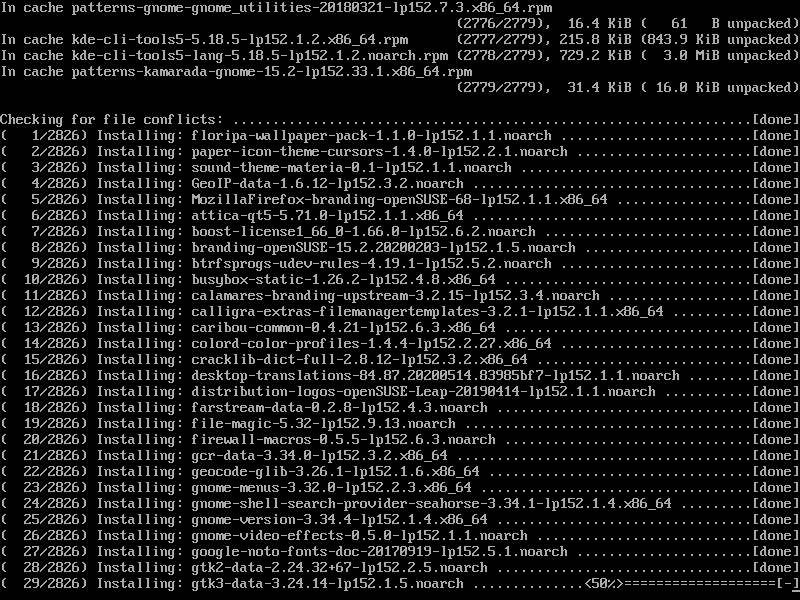 In cache patterns-gnome-gnome_utilities-20180321-lp152.7.3.x86_64.rpm
(2776/2779),  16.4 KiB (   61   B unpacked)
In cache kde-cli-tools5-5.18.5-lp152.1.2.x86_64.rpm      (2777/2779), 215.8 KiB (843.9 KiB unpacked)
In cache kde-cli-tools5-lang-5.18.5-lp152.1.2.noarch.rpm (2778/2779), 729.2 KiB (  3.0 MiB unpacked)
In cache patterns-kamarada-gnome-15.2-lp152.33.1.x86_64.rpm
(2779/2779),  31.4 KiB ( 16.0 KiB unpacked)
Checking for file conflicts: .................................................................[done]
(   1/2826) Installing: floripa-wallpaper-pack-1.1.0-lp152.1.1.noarch ........................[done]
(   2/2826) Installing: paper-icon-theme-cursors-1.4.0-lp152.2.1.noarch ......................[done]
(   3/2826) Installing: sound-theme-materia-0.1-lp152.1.1.noarch .............................[done]
(   4/2826) Installing: GeoIP-data-1.6.12-lp152.3.2.noarch ...................................[done]
(   5/2826) Installing: MozillaFirefox-branding-openSUSE-68-lp152.1.1.x86_64 .................[done]
(   6/2826) Installing: attica-qt5-5.71.0-lp152.1.1.x86_64 ...................................[done]
(   7/2826) Installing: boost-license1_66_0-1.66.0-lp152.6.2.noarch ..........................[done]
(   8/2826) Installing: branding-openSUSE-15.2.20200203-lp152.1.5.noarch .....................[done]
(   9/2826) Installing: btrfsprogs-udev-rules-4.19.1-lp152.5.2.noarch ........................[done]
(  10/2826) Installing: busybox-static-1.26.2-lp152.4.8.x86_64 ...............................[done]
(  11/2826) Installing: calamares-branding-upstream-3.2.15-lp152.3.4.noarch ..................[done]
(  12/2826) Installing: calligra-extras-filemanagertemplates-3.2.1-lp152.1.1.x86_64 ..........[done]
(  13/2826) Installing: caribou-common-0.4.21-lp152.6.3.x86_64 ...............................[done]
(  14/2826) Installing: colord-color-profiles-1.4.4-lp152.2.27.x86_64 ........................[done]
(  15/2826) Installing: cracklib-dict-full-2.8.12-lp152.3.2.x86_64 ...........................[done]
(  16/2826) Installing: desktop-translations-84.87.20200514.83985bf7-lp152.1.1.noarch ........[done]
(  17/2826) Installing: distribution-logos-openSUSE-Leap-20190414-lp152.1.1.noarch ...........[done]
(  18/2826) Installing: farstream-data-0.2.8-lp152.4.3.noarch ................................[done]
(  19/2826) Installing: file-magic-5.32-lp152.9.13.noarch ....................................[done]
(  20/2826) Installing: firewall-macros-0.5.5-lp152.6.3.noarch ...............................[done]
(  21/2826) Installing: gcr-data-3.34.0-lp152.3.2.x86_64 .....................................[done]
(  22/2826) Installing: geocode-glib-3.26.1-lp152.1.6.x86_64 .................................[done]
(  23/2826) Installing: gnome-menus-3.32.0-lp152.2.3.x86_64 ..................................[done]
(  24/2826) Installing: gnome-shell-search-provider-seahorse-3.34.1-lp152.1.4.x86_64 .........[done]
(  25/2826) Installing: gnome-version-3.34.4-lp152.1.4.x86_64 ................................[done]
(  26/2826) Installing: gnome-video-effects-0.5.0-lp152.1.1.noarch ...........................[done]
(  27/2826) Installing: google-noto-fonts-doc-20170919-lp152.5.1.noarch ......................[done]
(  28/2826) Installing: gtk2-data-2.24.32+67-lp152.2.5.noarch ................................[done]
(  29/2826) Installing: gtk3-data-3.24.14-lp152.1.5.noarch ..............<50%>===================[-]